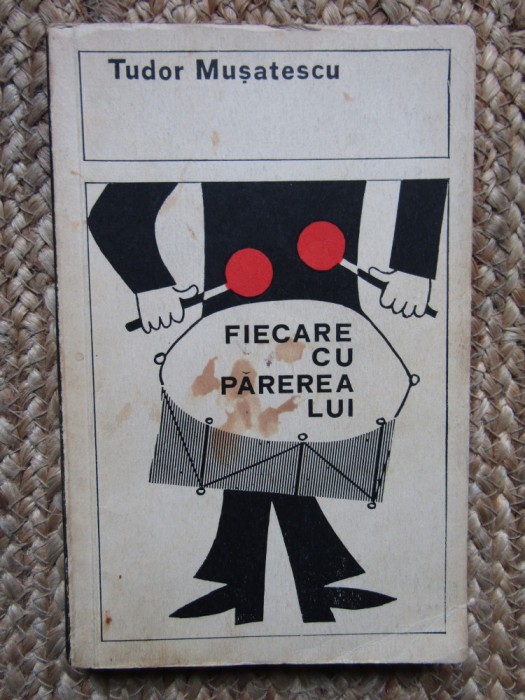 Tudor Mușatescu
FIECARE
CU
PĂREREA
LUI